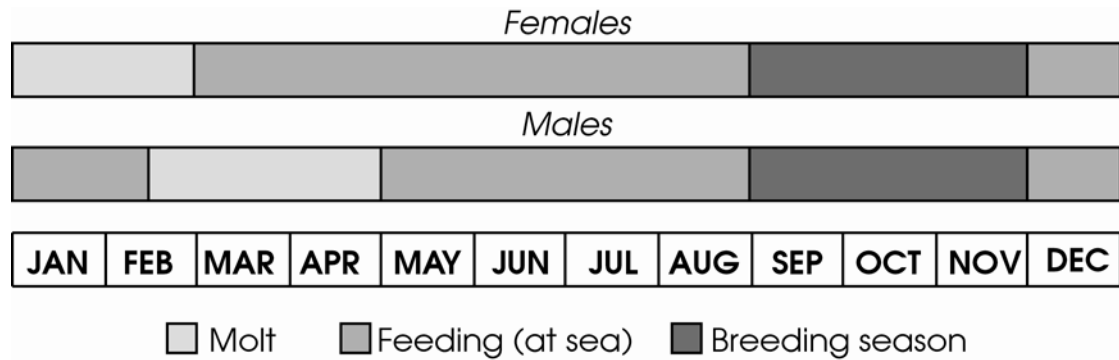 Females
Males
JAN FEB MAR APR MAY JUN JUL AUG SEP OCT NOV DEC
Molt Feeding (at sea) Breeding season